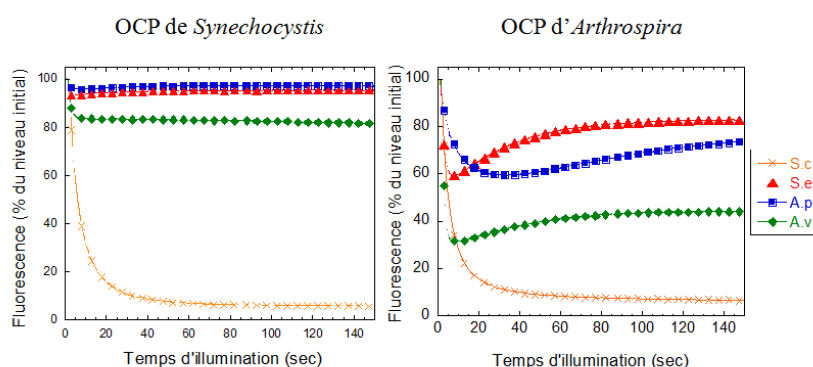 OCP de Synechocystis
OCP d’Arthrospira
Fluorescence (% du niveau initial)
100
80
60
40
20
0
0 20 40 60 80 100 120 140
Temps d'illumination (sec)
Fluorescence (% du niveau initial)
100
80
60
40
20
0
0 20 40 60 80 100 120 140
Temps d'illumination (sec)
S.c
S.e
A.p
A.v